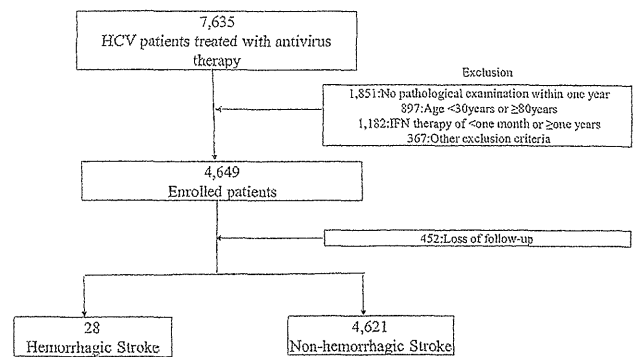 7,635
HCV patients treated with antivirus
therapy
Exclusion
1,851:No pathological examination within one year
897:Age <30years or ≥80years
1,182:IFN therapy of <one month or ≥one years
367:Other exclusion criteria
4,649
Enrolled patients
452:Loss of follow-up
28
Hemorrhagic Stroke
4,621
Non-hemorrhagic Stroke